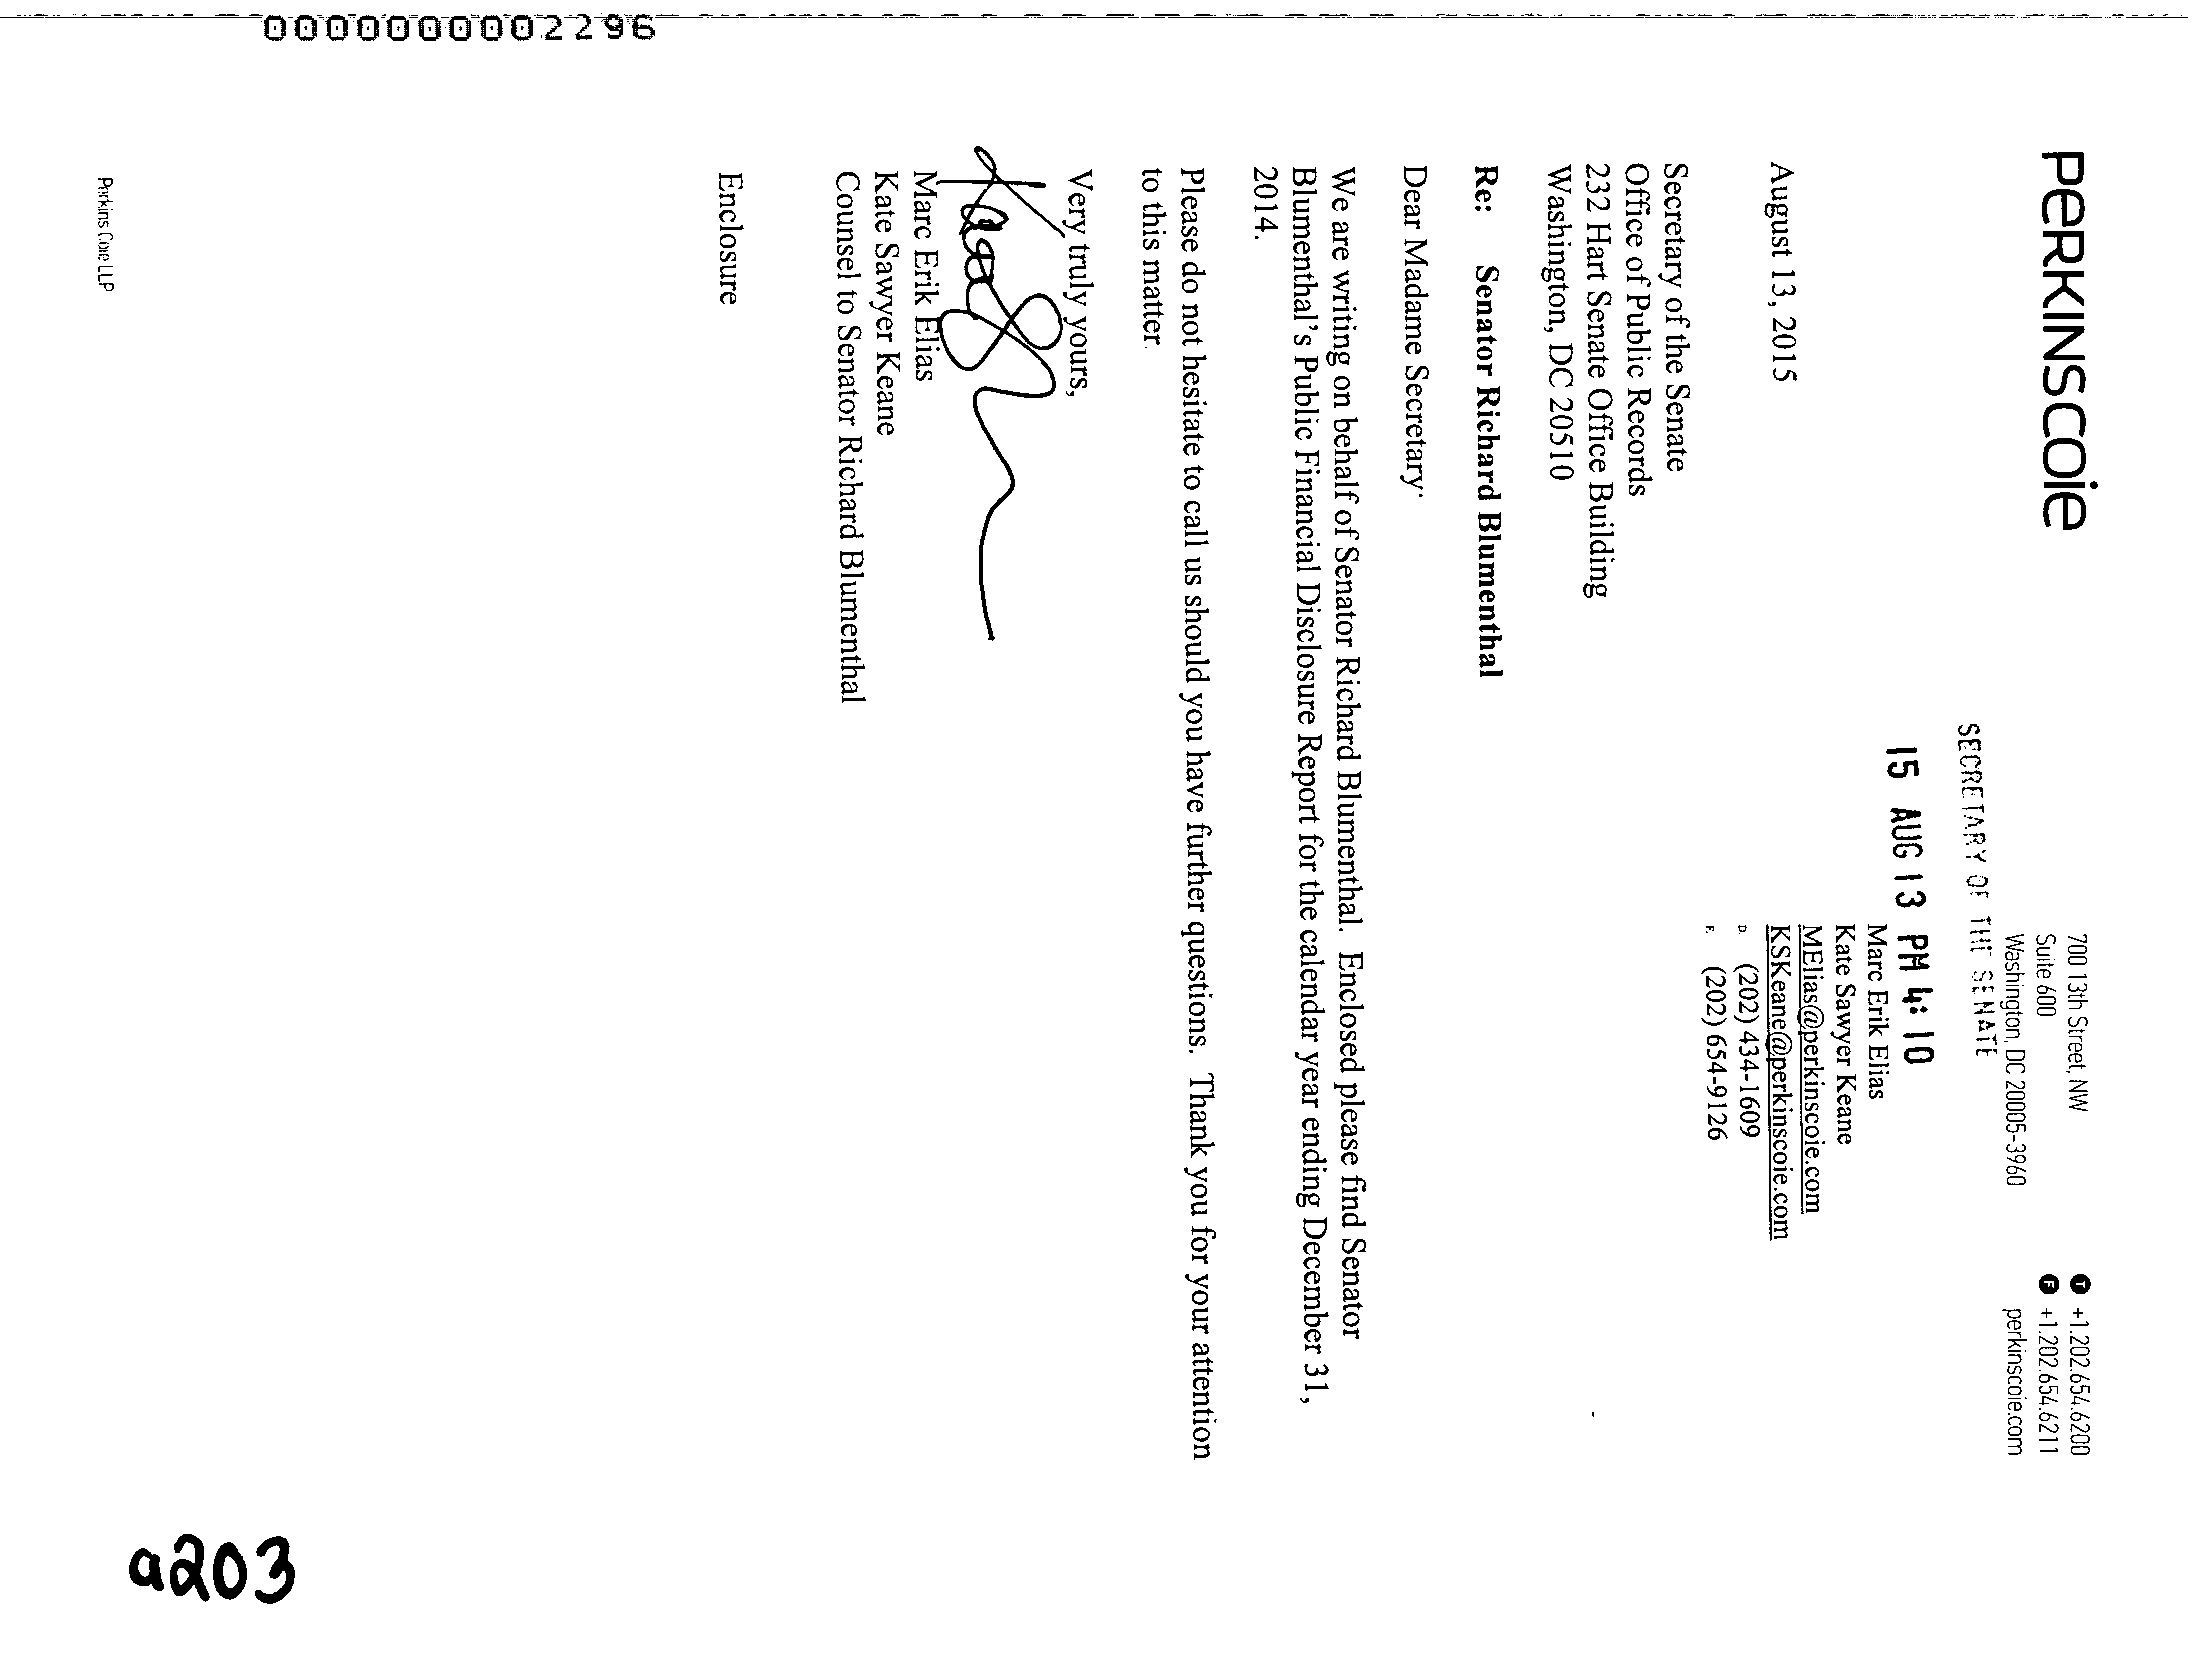 0000000002296
PERKINSCOIE
700 13th Street, NW
Suite 600
Washington, DC 20005-3960
T +1.202.654.6200
F +1.202.654.6211
perkinscoie.com
SECRETARY OF THE SENATE
15 AUG 13 PM 4:10
Marc Erik Elias
Kate Sawyer Keane
MElias@perkinscoie.com
KSKeane@perkinscoie.com
D. (202) 434-1609
F. (202) 654-9126
August 13, 2015
Secretary of the Senate
Office of Public Records
232 Hart Senate Office Building
Washington, DC 20510
Re: Senator Richard Blumenthal
Dear Madame Secretary:
We are writing on behalf of Senator Richard Blumenthal. Enclosed please find Senator
Blumenthal's Public Financial Disclosure Report for the calendar year ending December 31,
2014.
Please do not hesitate to call us should you have further questions. Thank you for your attention
to this matter.
Very truly yours,
Marc Erik Elias
Kate Sawyer Keane
Counsel to Senator Richard Blumenthal
Enclosure
Perkins Coie LLP
a203